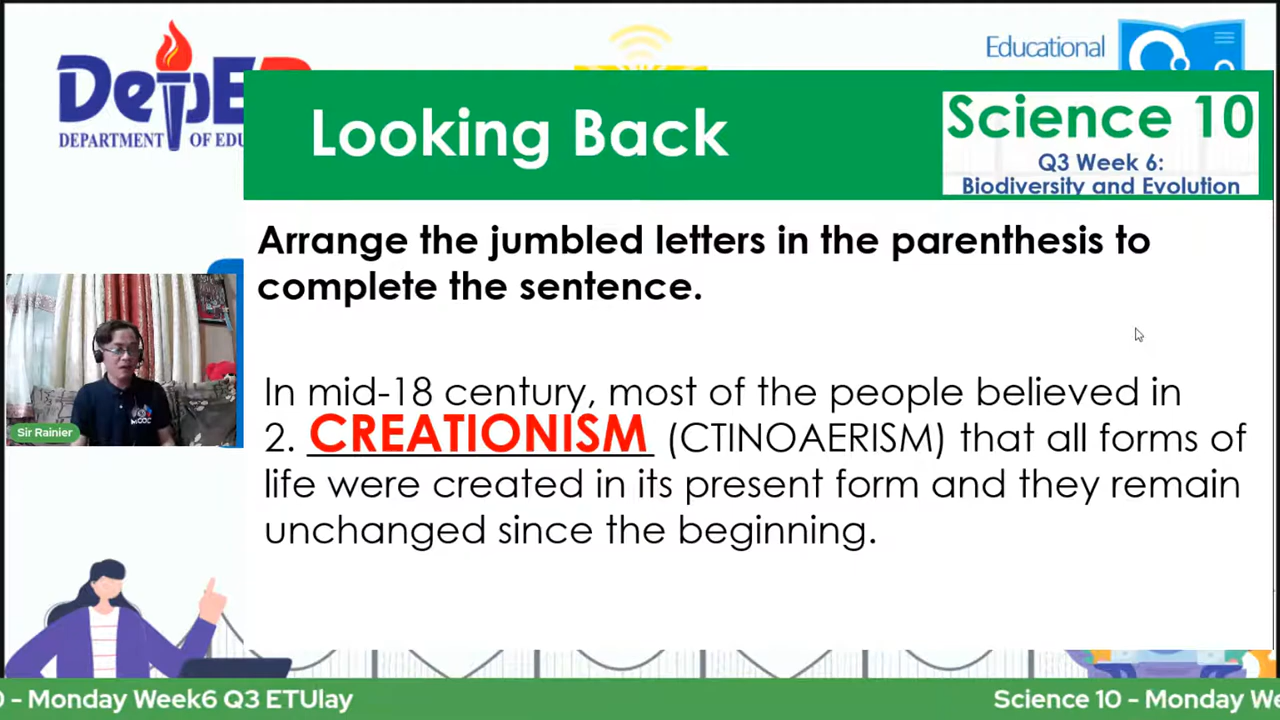 DepED
DEPARTMENT OF EDU
Educational
Looking Back
Science 10
Q3 Week 6:
Biodiversity and Evolution
Arrange the jumbled letters in the parenthesis to
complete the sentence.
In mid-18 century, most of the people believed in
2. CREATIONISM (CTINOAERISM) that all forms of
life were created in its present form and they remain
unchanged since the beginning.
Sir Rainier
0 - Monday Week6 Q3 ETUlay
Science 10 - Monday We